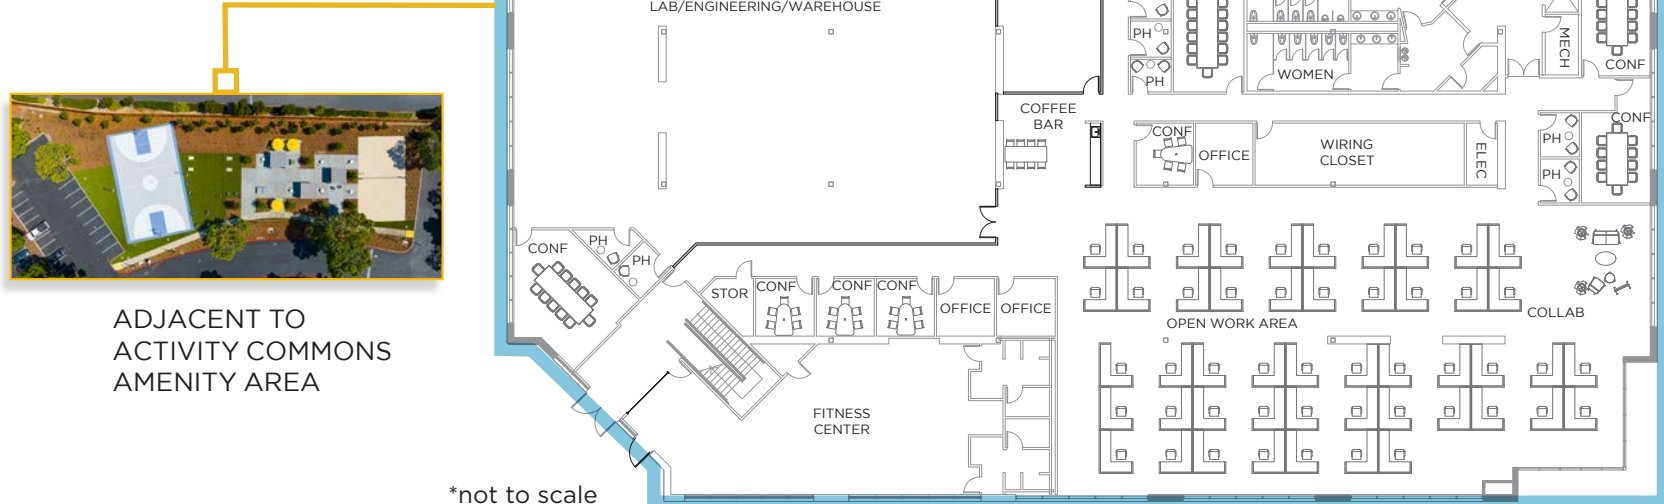 LAB/ENGINEERING/WAREHOUSE
PH
PH
WOMEN
MECH
CONF
COFFEE
BAR
CONF
OFFICE
WIRING
CLOSET
ELEC
PH
PH
CONF
CONF
PH
PH
STOR
CONF
CONF
CONF
OFFICE
OFFICE
OPEN WORK AREA
COLLAB
FITNESS
CENTER
ADJACENT TO
ACTIVITY COMMONS
AMENITY AREA
*not to scale